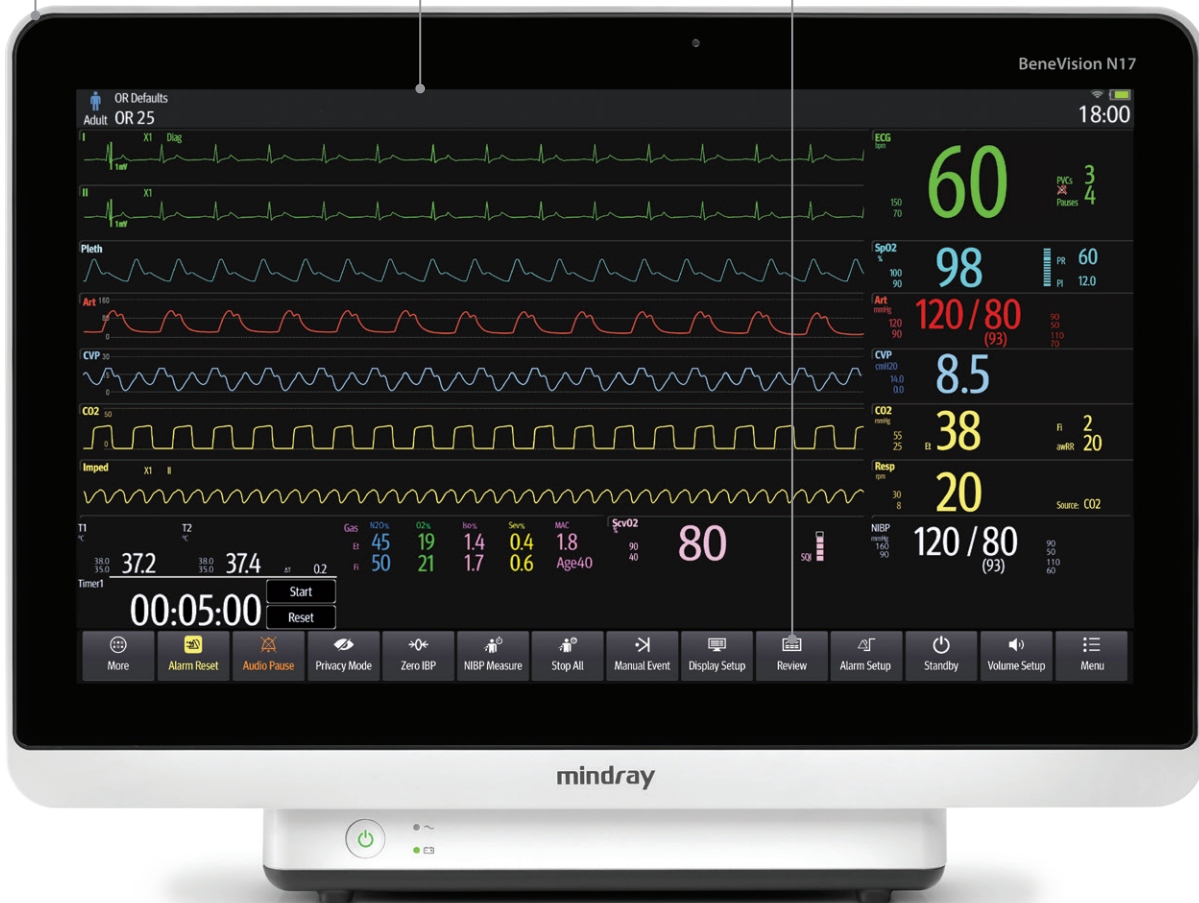 BeneVision N17
OR Defaults
Adult OR 25
18:00
I X1 Diag
1mV
II X1
1mV
Pleth
Art 160
80
0
CVP 30
15
0
CO2 50
0
Imped X1 II
ECG
bpm
60
150
70
PVCs 3
Pauses 4
SpO2
%
98
100
90
PR 60
PI 12.0
Art
mmHg
120 / 80
(93)
120
90
90
50
110
70
CVP
cmH2O
8.5
14.0
0.0
CO2
mmHg
55
25
Et 38
Fi 2
awRR 20
Resp
rpm
20
30
8
Source: CO2
T1
°C
38.0
35.0
37.2
T2
°C
38.0
35.0
37.4
ΔT 0.2
Gas N2O% O2% Iso% Sev% MAC
Et 45 19 1.4 0.4 1.8
Fi 50 21 1.7 0.6 Age40
ScvO2
%
90
40
80
SQI
NIBP
mmHg
160
90
120 / 80
(93)
90
50
110
60
Timer1
00:05:00
Start
Reset
More
Alarm Reset
Audio Pause
Privacy Mode
Zero IBP
NIBP Measure
Stop All
Manual Event
Display Setup
Review
Alarm Setup
Standby
Volume Setup
Menu
mindray